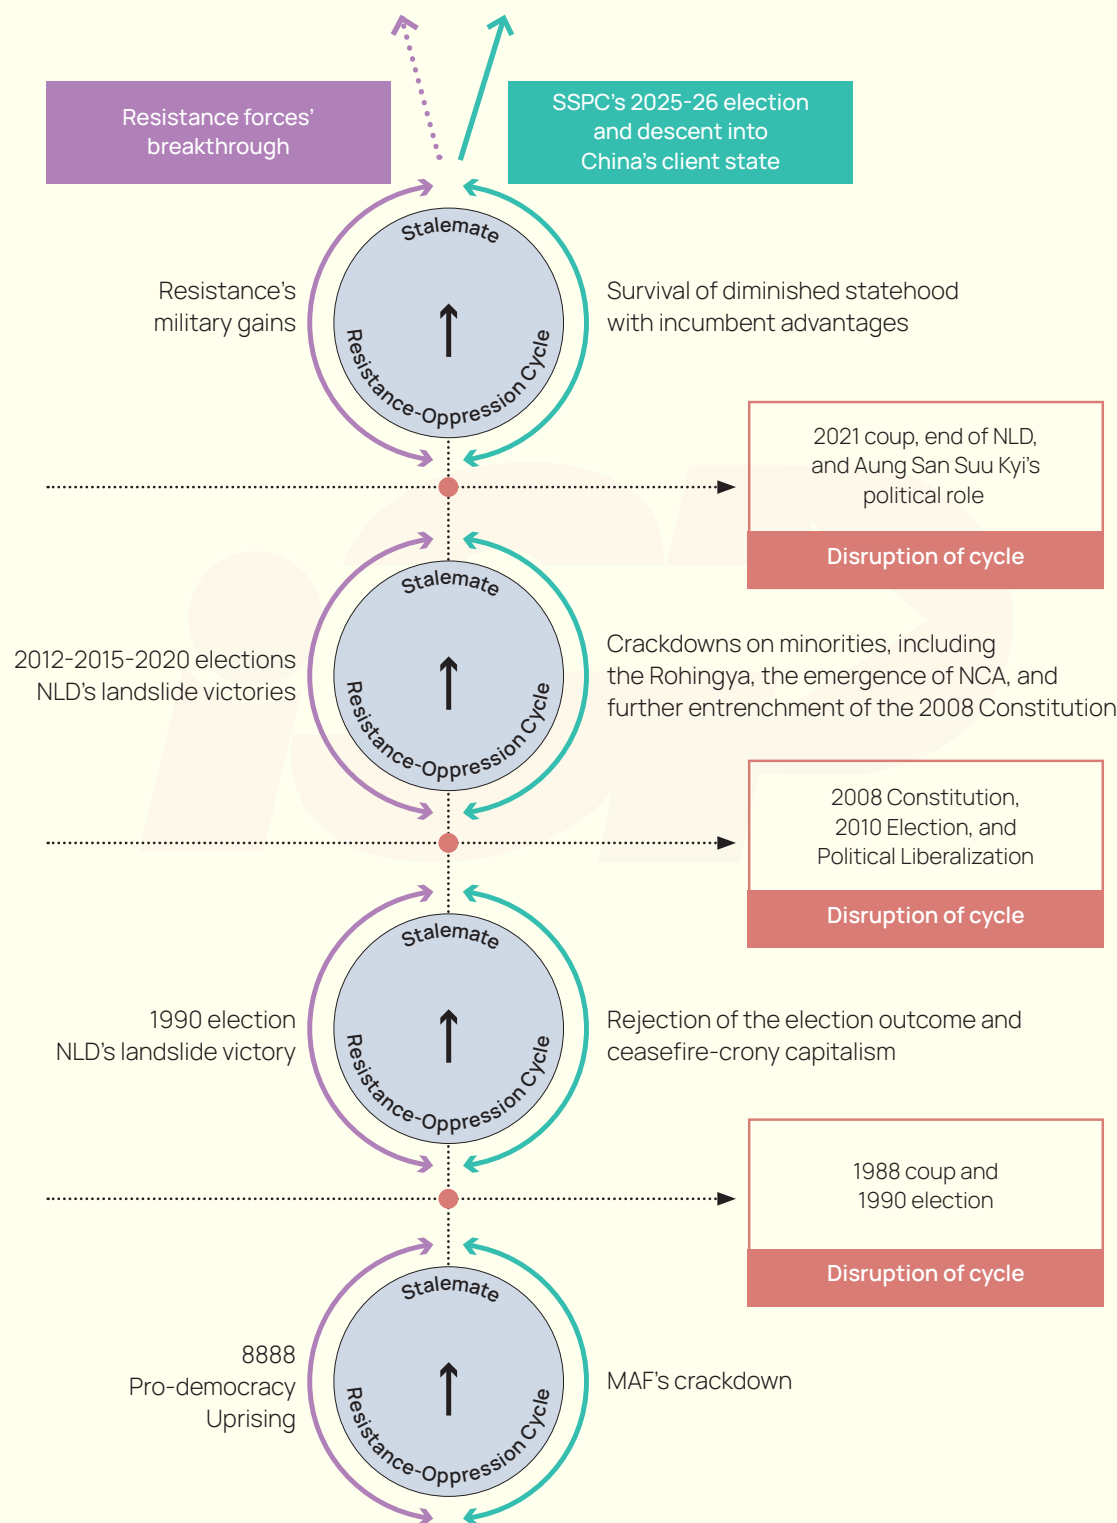 Resistance forces'
breakthrough
SSPC's 2025-26 election
and descent into
China's client state
Stalemate
Resistance-Oppression Cycle
Resistance's
military gains
Survival of diminished statehood
with incumbent advantages
2021 coup, end of NLD,
and Aung San Suu Kyi's
political role
Disruption of cycle
Stalemate
Resistance-Oppression Cycle
2012-2015-2020 elections
NLD's landslide victories
Crackdowns on minorities, including
the Rohingya, the emergence of NCA, and
further entrenchment of the 2008 Constitution
2008 Constitution,
2010 Election, and
Political Liberalization
Disruption of cycle
Stalemate
Resistance-Oppression Cycle
1990 election
NLD's landslide victory
Rejection of the election outcome and
ceasefire-crony capitalism
1988 coup and
1990 election
Disruption of cycle
Stalemate
Resistance-Oppression Cycle
8888
Pro-democracy
Uprising
MAF's crackdown